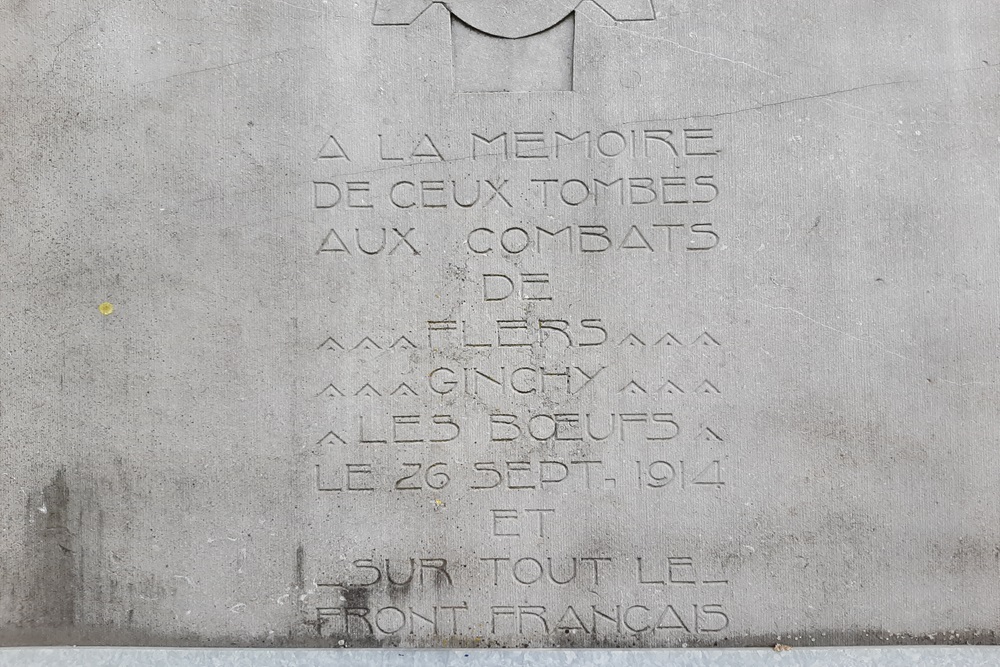 A LA MEMOIRE
DE CEUX TOMBÉS
AUX COMBATS
DE
FLERS
GINCHY
LES BŒUFS
LE 26 SEPT. 1914
ET
SUR TOUT LE
FRONT FRANÇAIS